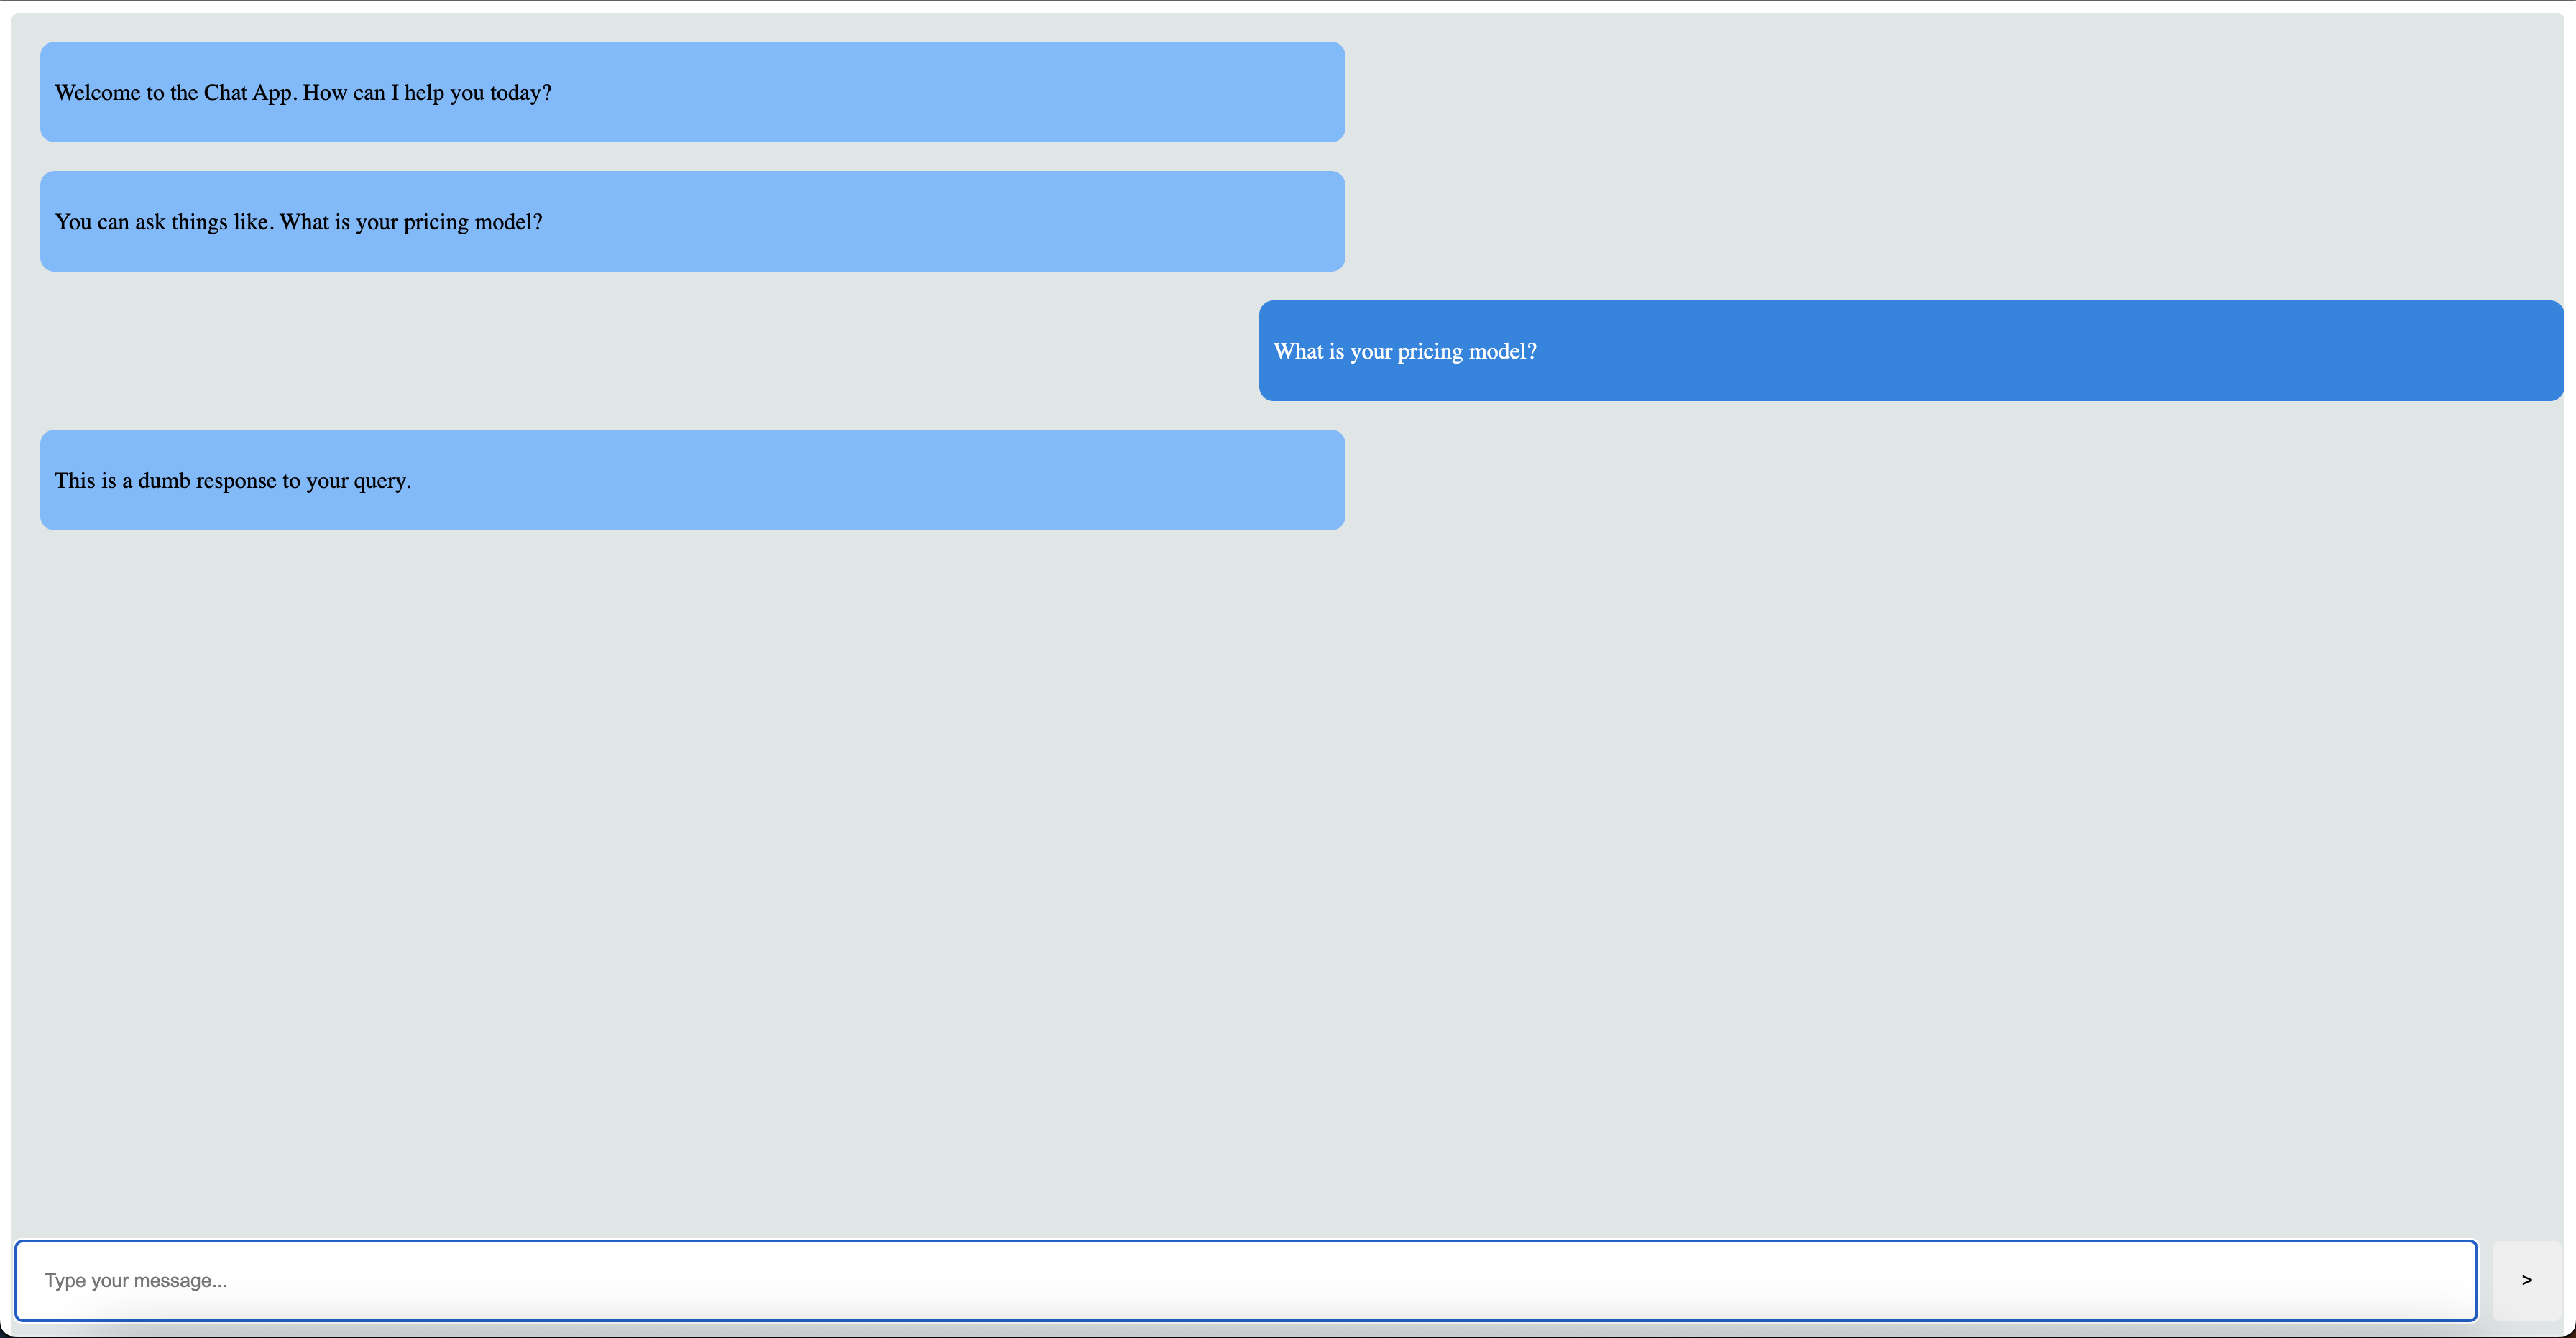 Welcome to the Chat App. How can I help you today?
You can ask things like. What is your pricing model?
What is your pricing model?
This is a dumb response to your query.
Type your message...
>